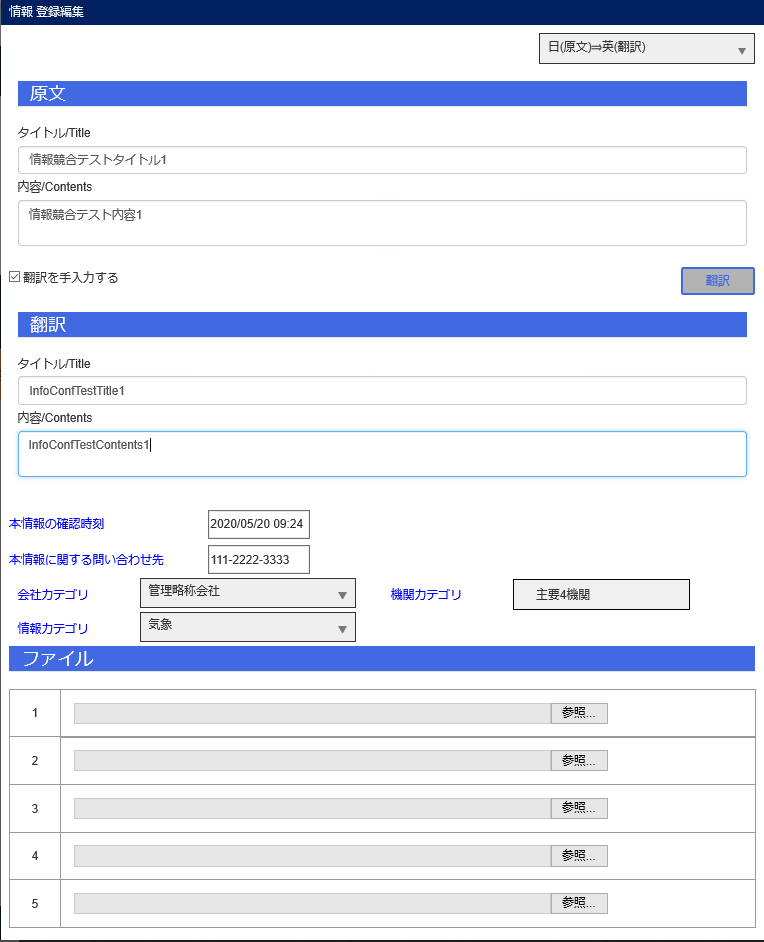 情報 登録編集
日(原文)⇒英(翻訳)
原文
タイトル/Title
情報競合テストタイトル1
内容/Contents
情報競合テスト内容1
翻訳を手入力する
翻訳
翻訳
タイトル/Title
InfoConfTestTitle1
内容/Contents
InfoConfTestContents1
本情報の確認時刻 2020/05/20 09:24
本情報に関する問い合わせ先 111-2222-3333
会社カテゴリ 管理略称会社 機関カテゴリ 主要4機関
情報カテゴリ 気象
ファイル
1 参照...
2 参照...
3 参照...
4 参照...
5 参照...